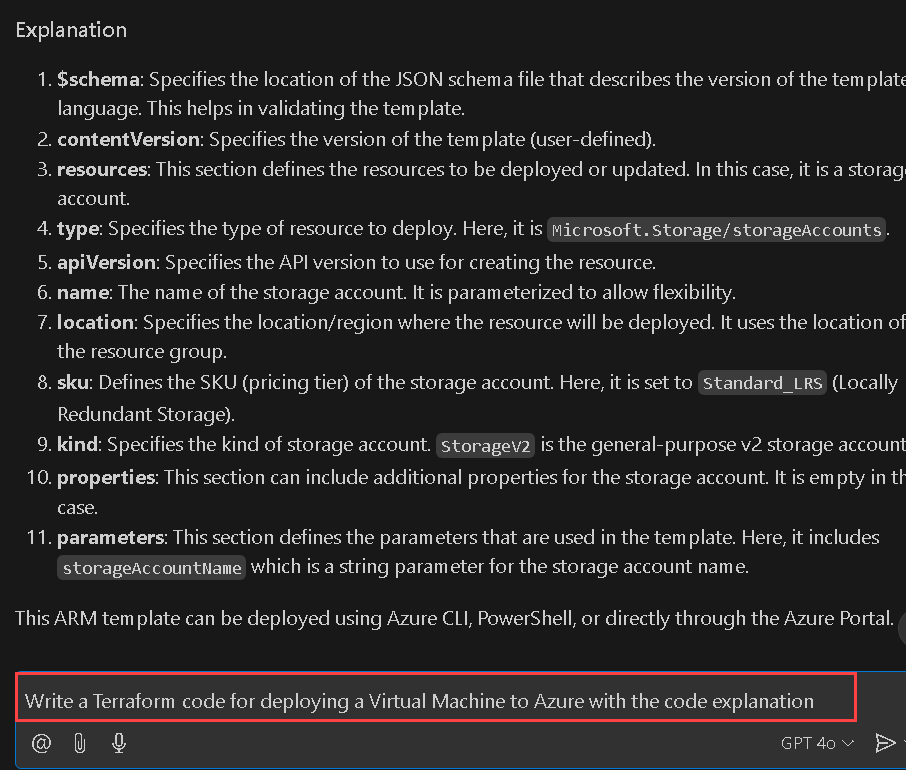 Explanation
1. $schema: Specifies the location of the JSON schema file that describes the version of the template
language. This helps in validating the template.
2. contentVersion: Specifies the version of the template (user-defined).
3. resources: This section defines the resources to be deployed or updated. In this case, it is a storag
account.
4. type: Specifies the type of resource to deploy. Here, it is Microsoft.Storage/storageAccounts.
5. apiVersion: Specifies the API version to use for creating the resource.
6. name: The name of the storage account. It is parameterized to allow flexibility.
7. location: Specifies the location/region where the resource will be deployed. It uses the location of
the resource group.
8. sku: Defines the SKU (pricing tier) of the storage account. Here, it is set to Standard_LRS (Locally
Redundant Storage).
9. kind: Specifies the kind of storage account. StorageV2 is the general-purpose v2 storage account
10. properties: This section can include additional properties for the storage account. It is empty in th
case.
11. parameters: This section defines the parameters that are used in the template. Here, it includes
storageAccountName which is a string parameter for the storage account name.
This ARM template can be deployed using Azure CLI, PowerShell, or directly through the Azure Portal.
Write a Terraform code for deploying a Virtual Machine to Azure with the code explanation
GPT 4o